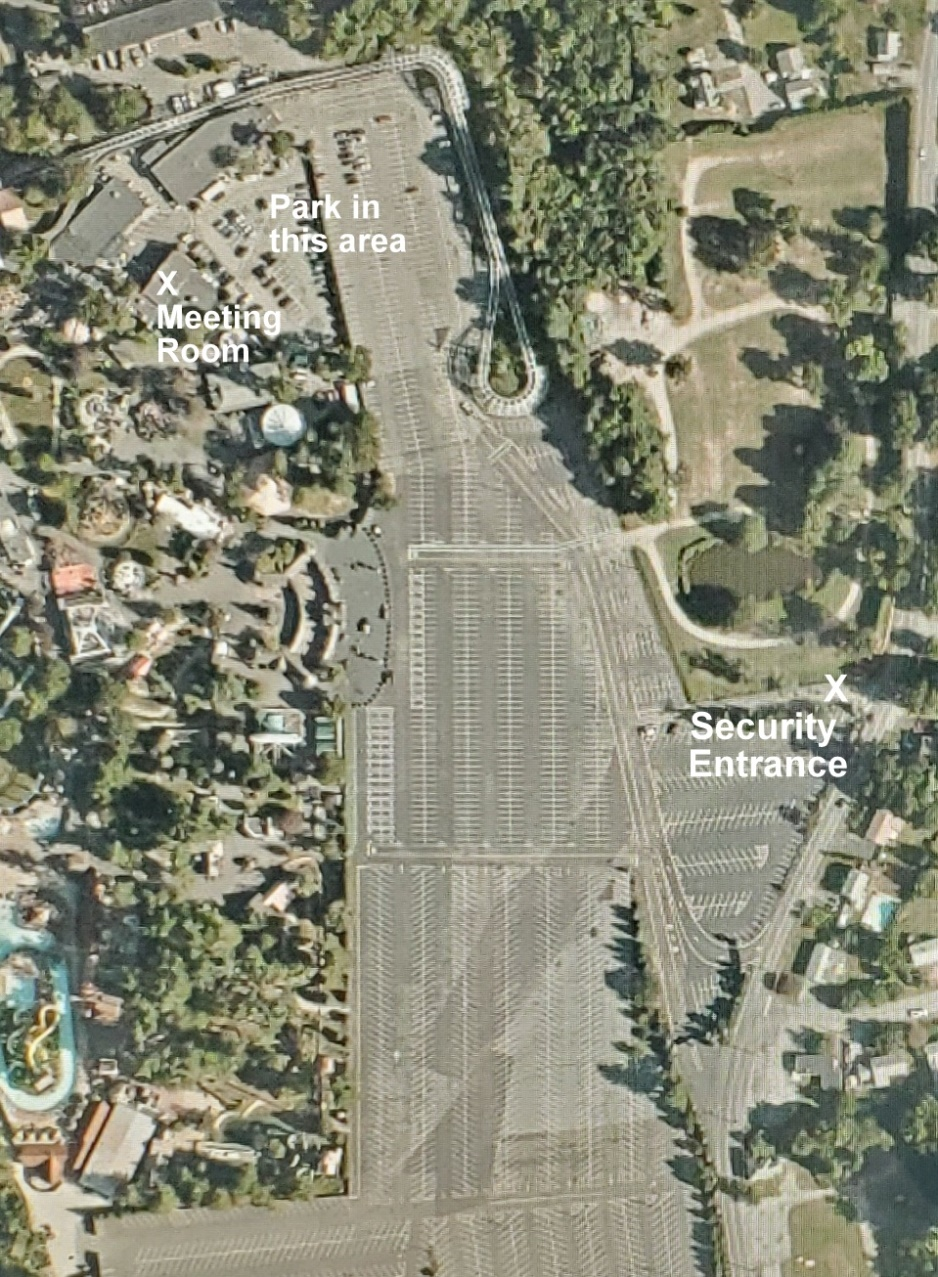 Park in
this area
X
Meeting
Room
X
Security
Entrance